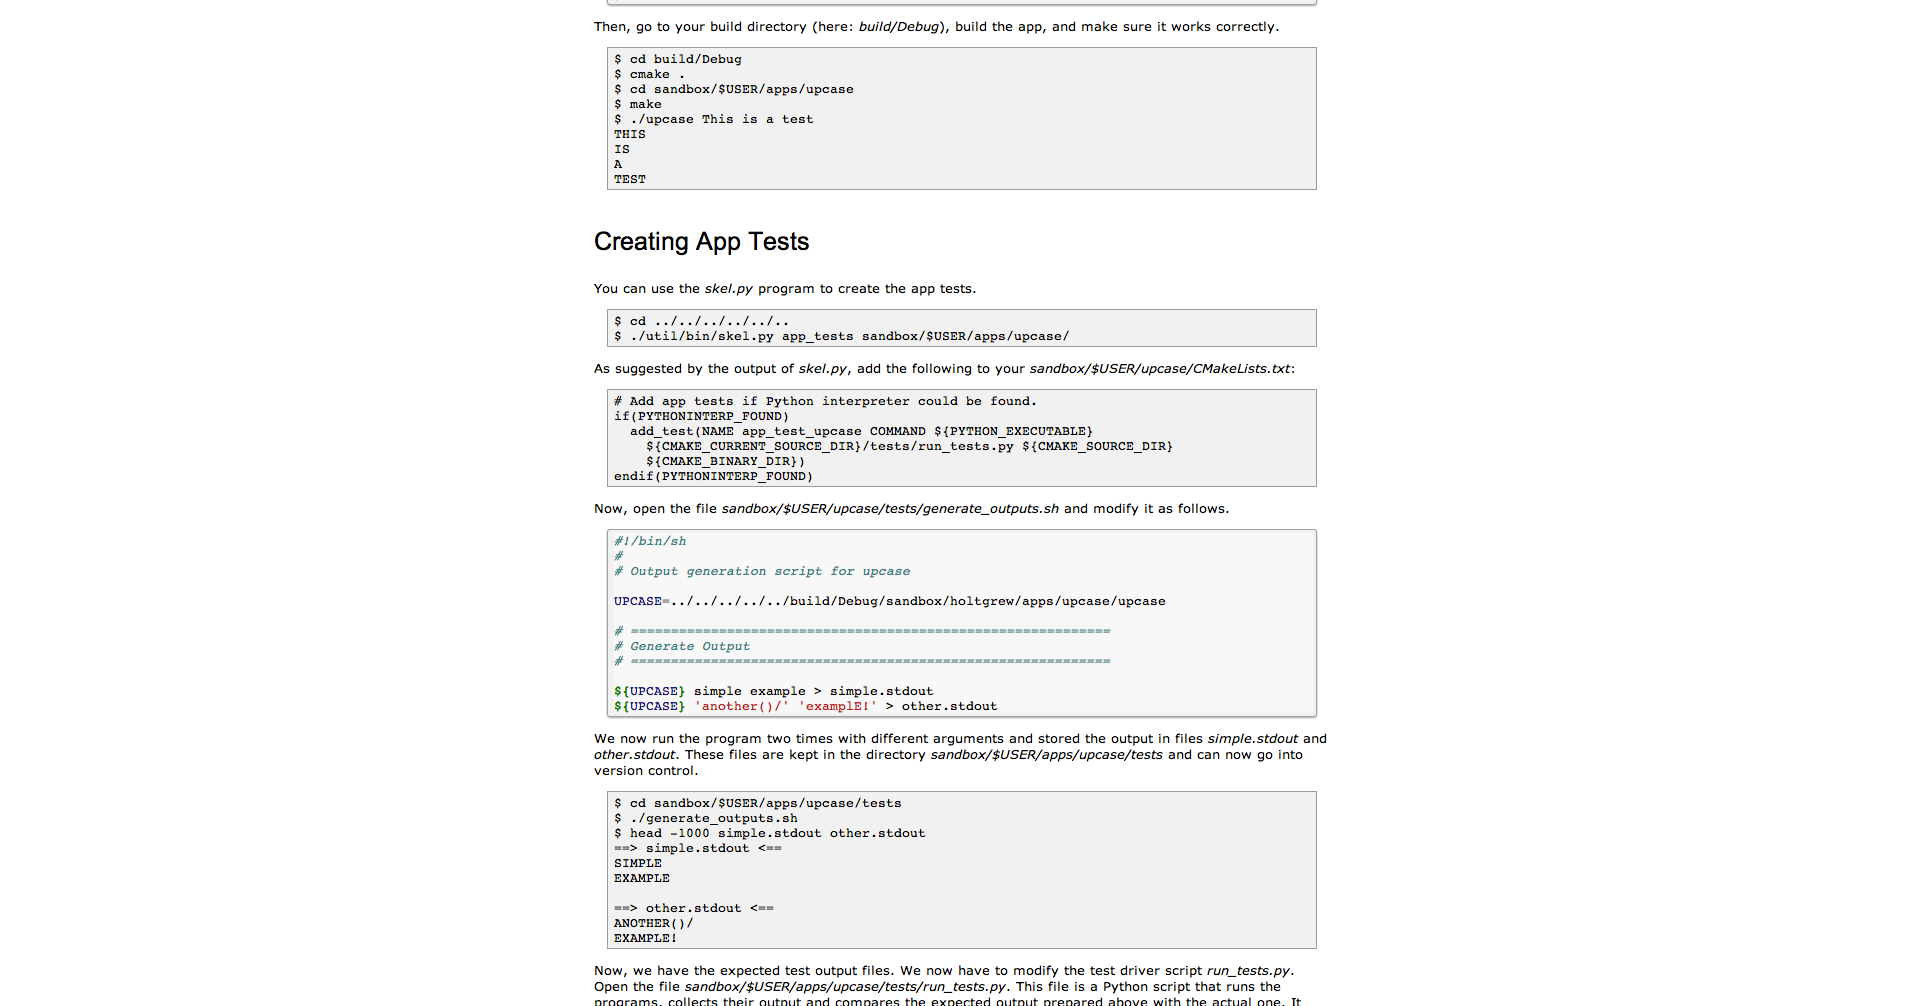 Then, go to your build directory (here: build/Debug), build the app, and make sure it works correctly.
$ cd build/Debug
$ cmake .
$ cd sandbox/$USER/apps/upcase
$ make
$ ./upcase This is a test
THIS
IS
A
TEST
Creating App Tests
You can use the skel.py program to create the app tests.
$ cd ../../../../../..
$ ./util/bin/skel.py app_tests sandbox/$USER/apps/upcase/
As suggested by the output of skel.py, add the following to your sandbox/$USER/upcase/CMakeLists.txt:
# Add app tests if Python interpreter could be found.
if(PYTHONINTERP_FOUND)
  add_test(NAME app_test_upcase COMMAND ${PYTHON_EXECUTABLE}
    ${CMAKE_CURRENT_SOURCE_DIR}/tests/run_tests.py ${CMAKE_SOURCE_DIR}
    ${CMAKE_BINARY_DIR})
endif(PYTHONINTERP_FOUND)
Now, open the file sandbox/$USER/upcase/tests/generate_outputs.sh and modify it as follows.
#!/bin/sh
#
# Output generation script for upcase
UPCASE=../../../../../build/Debug/sandbox/holtgrew/apps/upcase/upcase
# ============================================================
# Generate Output
# ============================================================
${UPCASE} simple example > simple.stdout
${UPCASE} 'another()/' 'examplE!' > other.stdout
We now run the program two times with different arguments and stored the output in files simple.stdout and
other.stdout. These files are kept in the directory sandbox/$USER/apps/upcase/tests and can now go into
version control.
$ cd sandbox/$USER/apps/upcase/tests
$ ./generate_outputs.sh
$ head -1000 simple.stdout other.stdout
==> simple.stdout <==
SIMPLE
EXAMPLE
==> other.stdout <==
ANOTHER()/
EXAMPLE!
Now, we have the expected test output files. We now have to modify the test driver script run_tests.py.
Open the file sandbox/$USER/apps/upcase/tests/run_tests.py. This file is a Python script that runs the
programs, collects their output and compares the expected output prepared above with the actual one. It